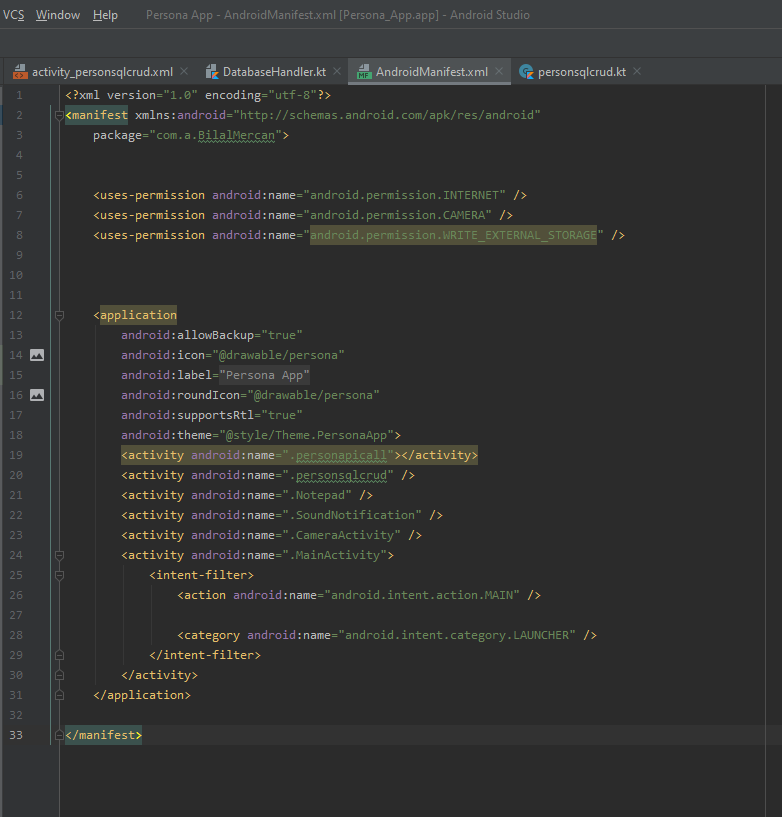 VCS Window Help Persona App - AndroidManifest.xml [Persona_App.app] - Android Studio
activity_personsqlcrud.xml DatabaseHandler.kt AndroidManifest.xml personsqlcrud.kt
1 <?xml version="1.0" encoding="utf-8"?>
2 <manifest xmlns:android="http://schemas.android.com/apk/res/android"
3 package="com.a.BilalMercan">
4
5
6 <uses-permission android:name="android.permission.INTERNET" />
7 <uses-permission android:name="android.permission.CAMERA" />
8 <uses-permission android:name="android.permission.WRITE_EXTERNAL_STORAGE" />
9
10
11
12 <application
13 android:allowBackup="true"
14 android:icon="@drawable/persona"
15 android:label="Persona App"
16 android:roundIcon="@drawable/persona"
17 android:supportsRtl="true"
18 android:theme="@style/Theme.PersonaApp">
19 <activity android:name=".personapicall"></activity>
20 <activity android:name=".personsqlcrud" />
21 <activity android:name=".Notepad" />
22 <activity android:name=".SoundNotification" />
23 <activity android:name=".CameraActivity" />
24 <activity android:name=".MainActivity">
25 <intent-filter>
26 <action android:name="android.intent.action.MAIN" />
27
28 <category android:name="android.intent.category.LAUNCHER" />
29 </intent-filter>
30 </activity>
31 </application>
32
33 </manifest>